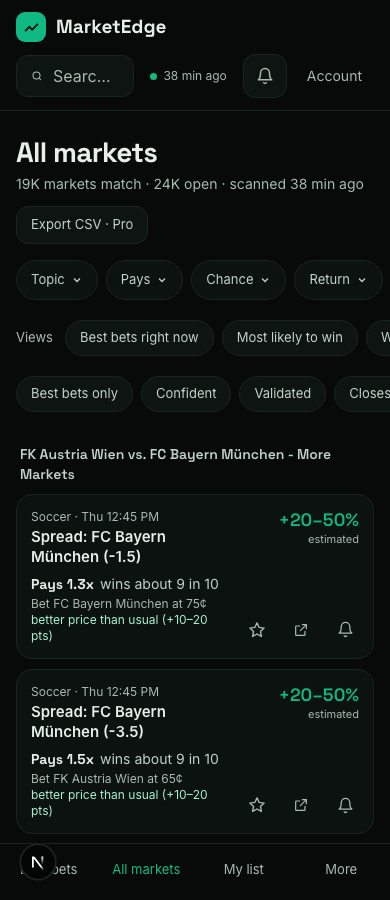 MarketEdge
Searc...
38 min ago
Account
All markets
19K markets match · 24K open · scanned 38 min ago
Export CSV · Pro
Topic
Pays
Chance
Return
Views
Best bets right now
Most likely to win
Best bets only
Confident
Validated
Closes
FK Austria Wien vs. FC Bayern München - More
Markets
Soccer · Thu 12:45 PM
+20–50%
estimated
Spread: FC Bayern
München (-1.5)
Pays 1.3x wins about 9 in 10
Bet FC Bayern München at 75¢
better price than usual (+10–20
pts)
Soccer · Thu 12:45 PM
+20–50%
estimated
Spread: FC Bayern
München (-3.5)
Pays 1.5x wins about 9 in 10
Bet FK Austria Wien at 65¢
better price than usual (+10–20
pts)
N
bets
All markets
My list
More